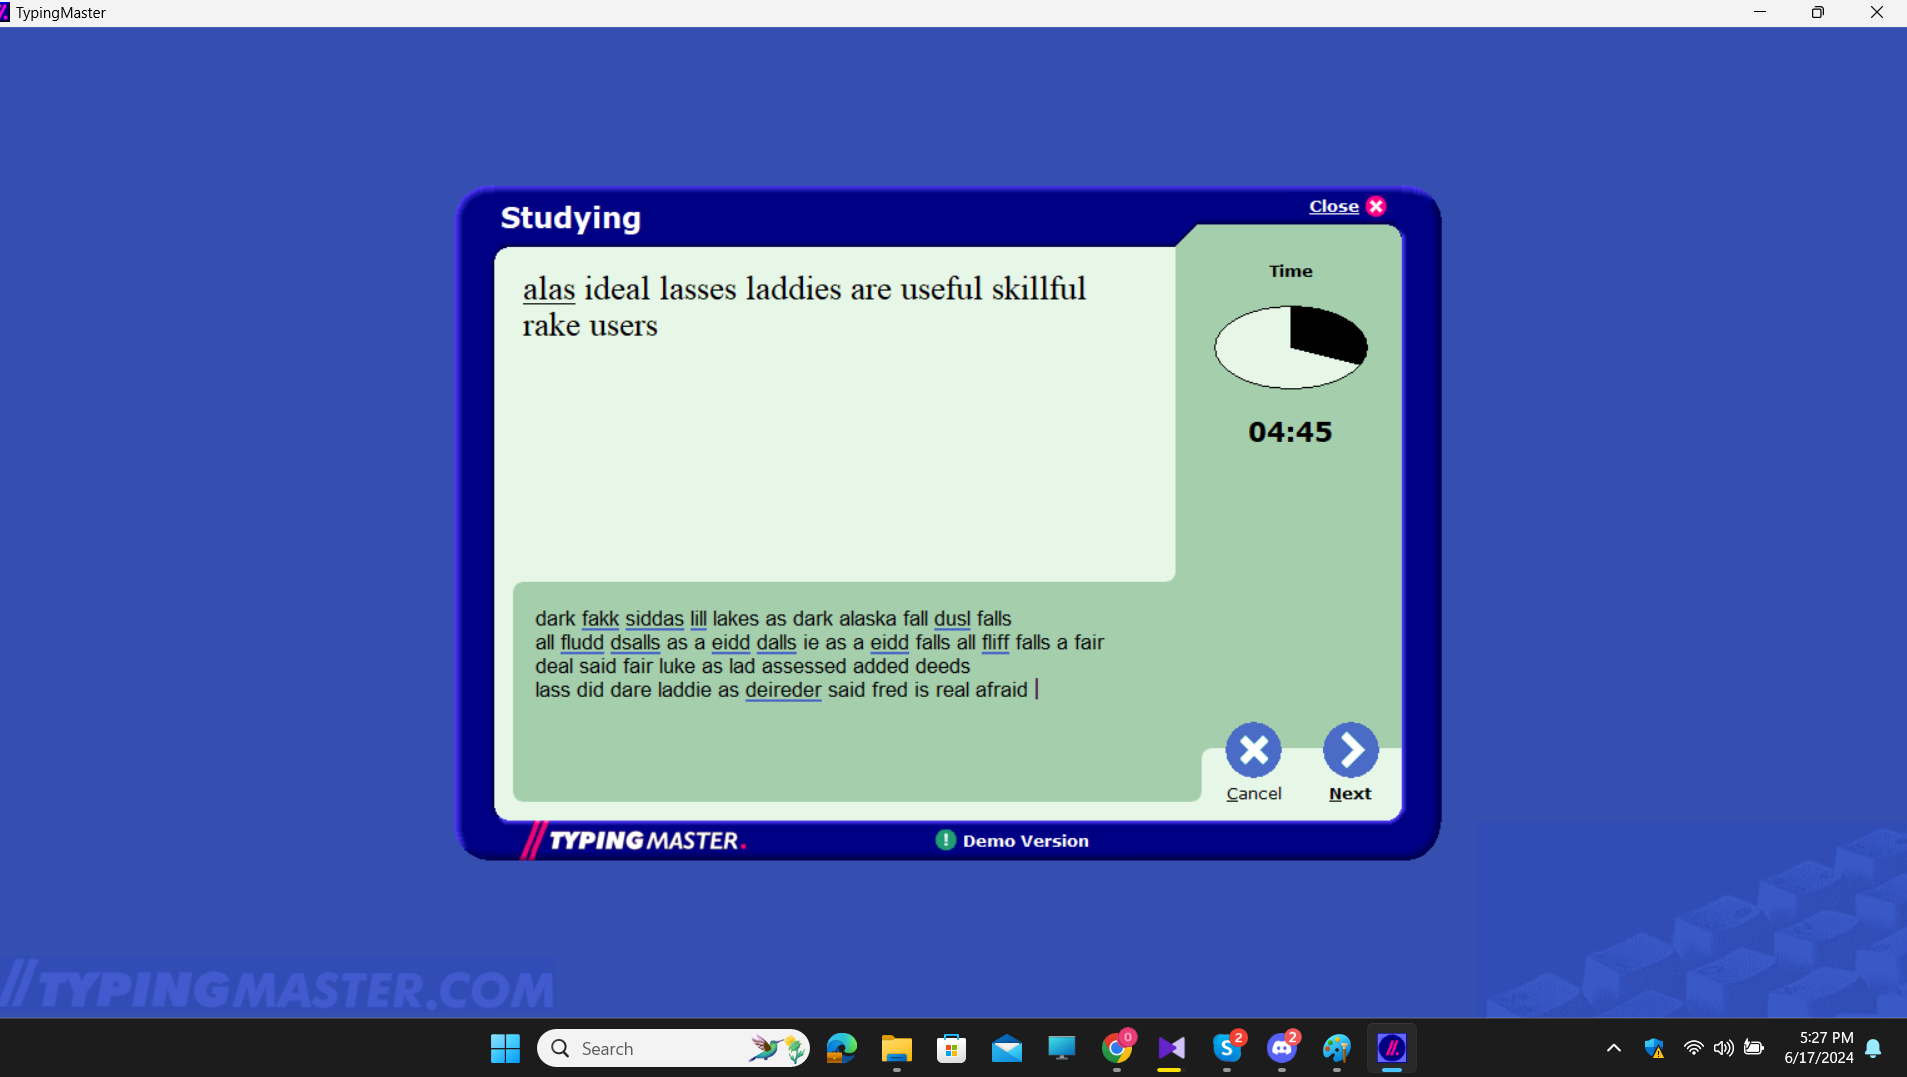 TypingMaster
Studying
Close
alas ideal lasses laddies are useful skillful
rake users
Time
04:45
dark fakk siddas lill lakes as dark alaska fall dusl falls
all fludd dsalls as a eidd dalls ie as a eidd falls all fliff falls a fair
deal said fair luke as lad assessed added deeds
lass did dare laddie as deireder said fred is real afraid
Cancel
Next
//TYPINGMASTER.
! Demo Version
//TYPINGMASTER.COM
Search
0
S
2
2
5:27 PM
6/17/2024